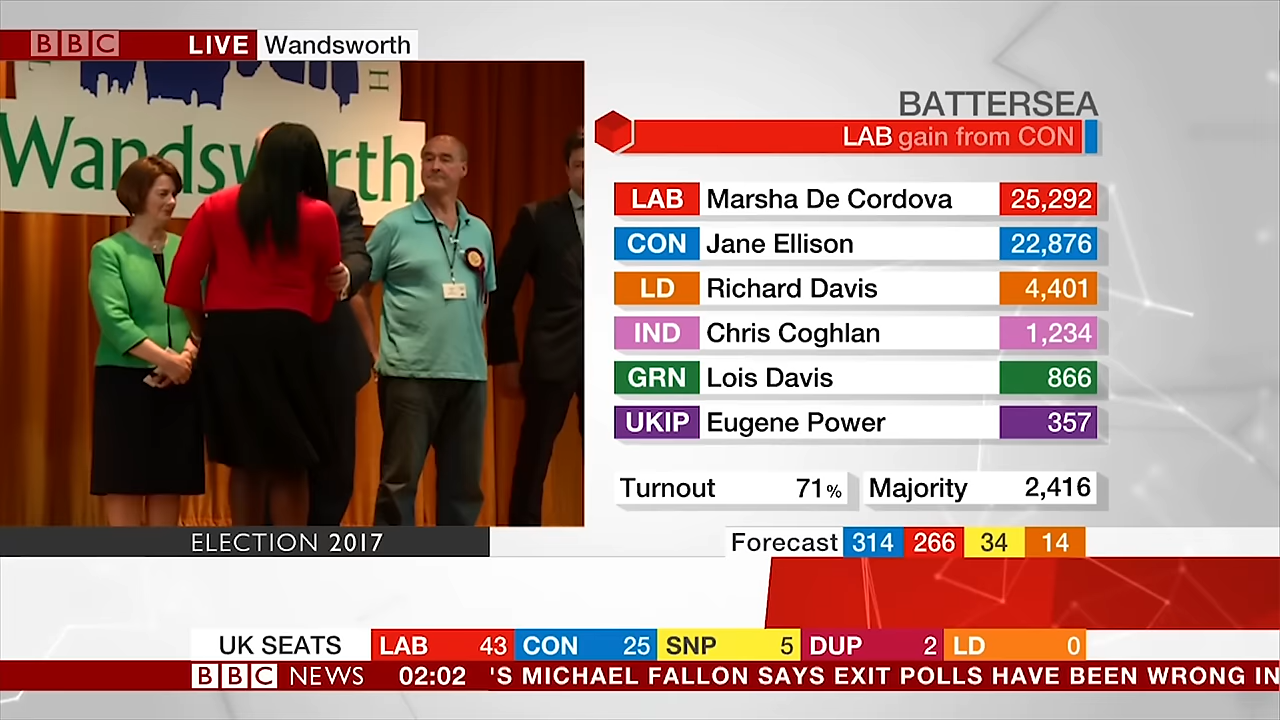 BBC LIVE Wandsworth
Wandsworth
BATTERSEA
LAB gain from CON
LAB Marsha De Cordova 25,292
CON Jane Ellison 22,876
LD Richard Davis 4,401
IND Chris Coghlan 1,234
GRN Lois Davis 866
UKIP Eugene Power 357
Turnout 71% Majority 2,416
ELECTION 2017
Forecast 314 266 34 14
UK SEATS LAB 43 CON 25 SNP 5 DUP 2 LD 0
BBC NEWS 02:02 'S MICHAEL FALLON SAYS EXIT POLLS HAVE BEEN WRONG IN